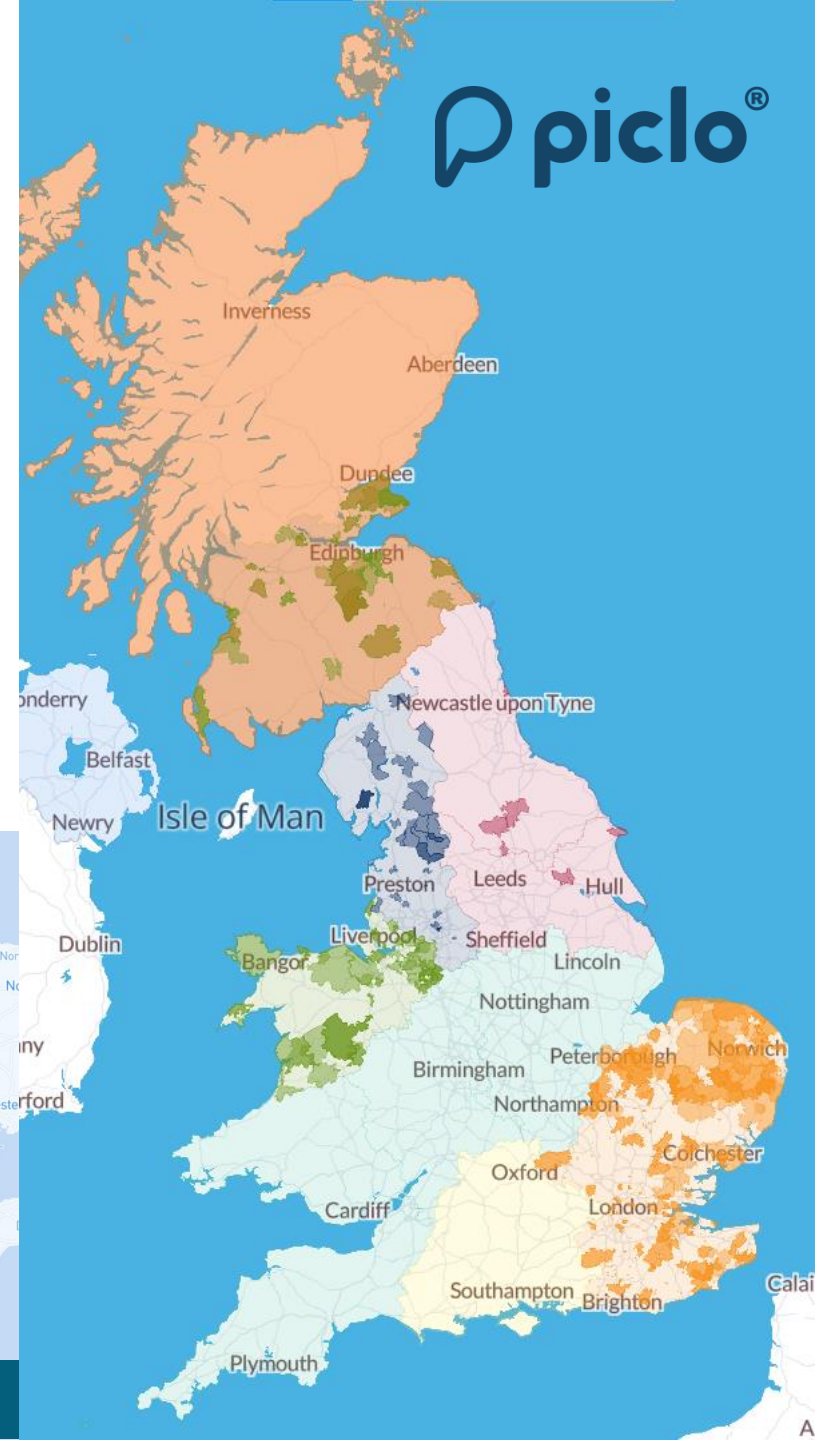 piclo®
Inverness
Aberdeen
Dundee
Edinburgh
Newcastle upon Tyne
onderry
Belfast
Isle of Man
Newry
Preston
Leeds
Hull
Liverpool
Sheffield
Dublin
Bangor
Lincoln
Nottingham
Peterborough
Norwich
Birmingham
rford
Northampton
Colchester
Oxford
London
Cardiff
Calai
Southampton
Brighton
Plymouth